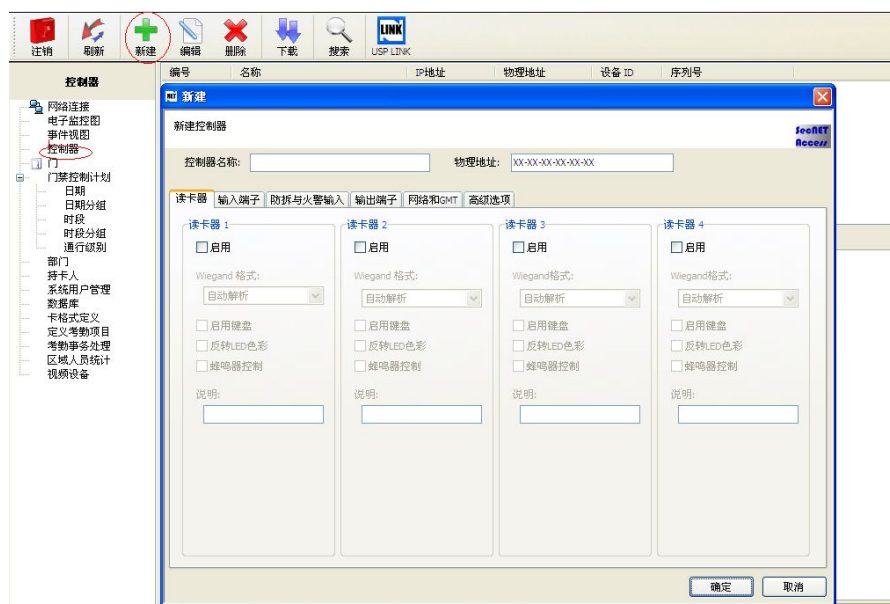 LINK
注销 刷新 新建 编辑 删除 下载 搜索 USP LINK
控制器
网络连接
电子监控图
事件视图
控制器
门
门禁控制计划
日期
日期分组
时段
时段分组
通行级别
部门
持卡人
系统用户管理
数据库
卡格式定义
定义考勤项目
考勤事务处理
区域人员统计
视频设备
编号 名称 IP地址 物理地址 设备 ID 序列号
新建
新建控制器
SecNET
Access
控制器名称: 物理地址: XX-XX-XX-XX-XX-XX
读卡器 输入端子 防拆与火警输入 输出端子 网络和GMT 高级选项
读卡器 1 读卡器 2 读卡器 3 读卡器 4
启用 启用 启用 启用
Wiegand 格式: Wiegand 格式: Wiegand格式: Wiegand格式:
自动解析 自动解析 自动解析 自动解析
启用键盘 启用键盘 启用键盘 启用键盘
反转LED色彩 反转LED色彩 反转LED色彩 反转LED色彩
蜂鸣器控制 蜂鸣器控制 蜂鸣器控制 蜂鸣器控制
说明: 说明: 说明: 说明:
确定 取消